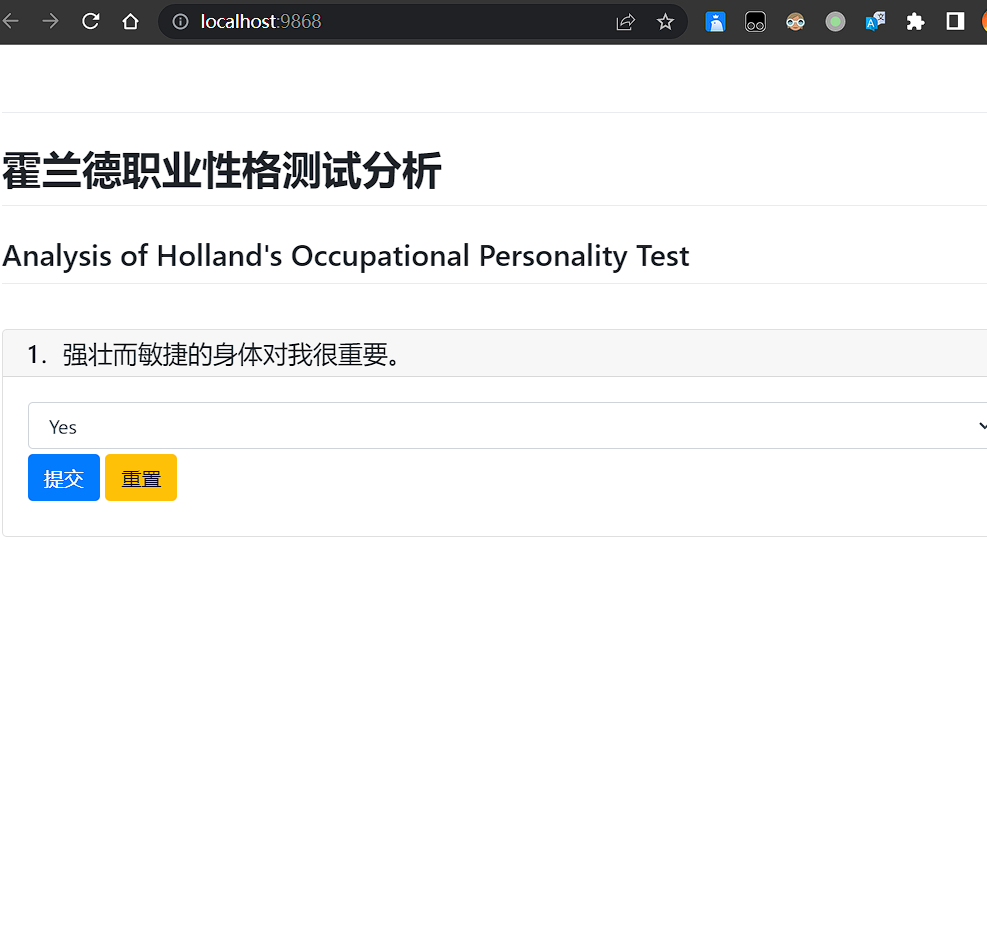 localhost:9868
霍兰德职业性格测试分析
Analysis of Holland's Occupational Personality Test
1. 强壮而敏捷的身体对我很重要。
Yes
提交 重置